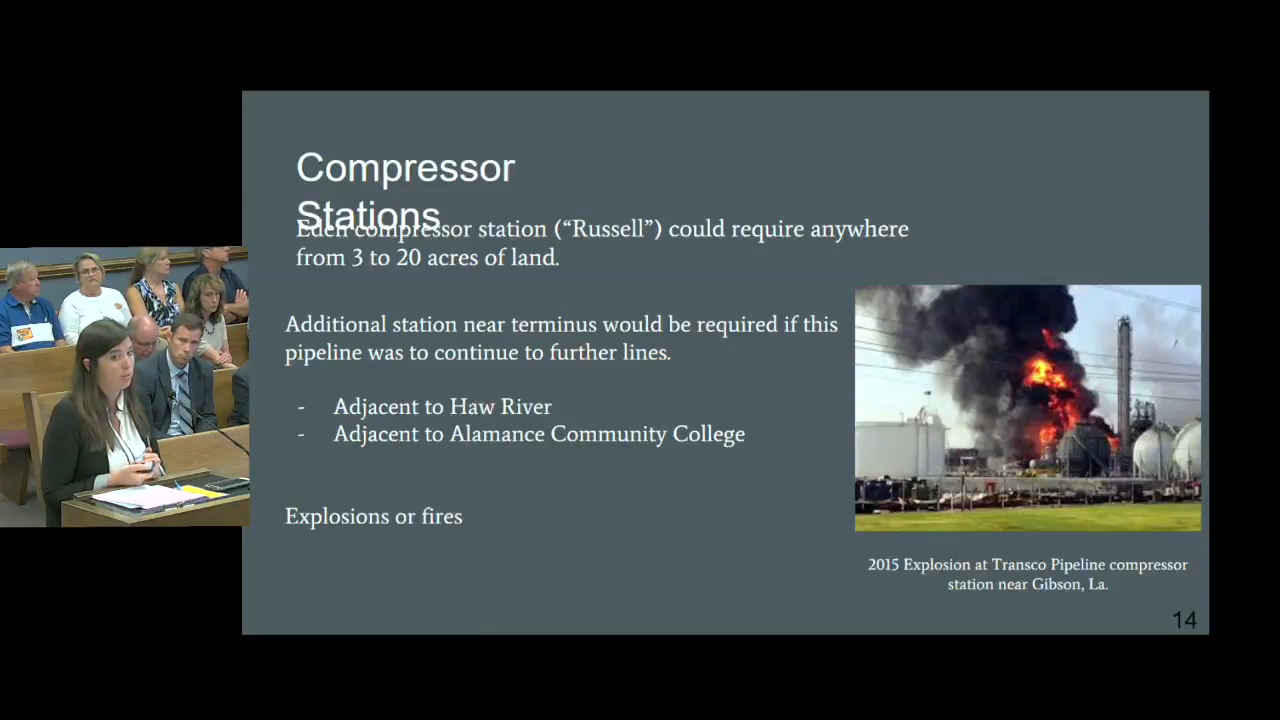 Compressor
Stations
Eden compressor station (“Russell”) could require anywhere
from 3 to 20 acres of land.
Additional station near terminus would be required if this
pipeline was to continue to further lines.
- Adjacent to Haw River
- Adjacent to Alamance Community College
Explosions or fires
2015 Explosion at Transco Pipeline compressor
station near Gibson, La.
14